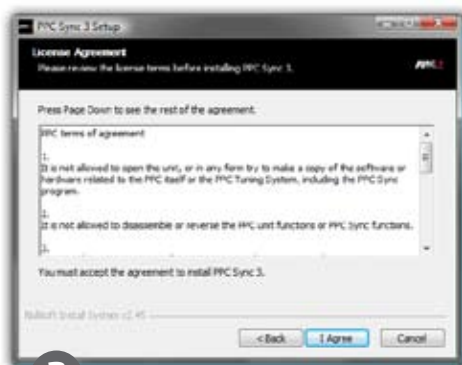 PPC Sync 3 Setup
License Agreement
Please review the license terms before installing PPC Sync 3.
Press Page Down to see the rest of the agreement.
PPC terms of agreement
1.
It is not allowed to open the unit, or in any form try to make a copy of the software or
hardware related to the PPC itself or the PPC Tuning System, including the PPC Sync
program.
2.
It is not allowed to disassemble or reverse the PPC unit functions or PPC Sync functions.
3.
You must accept the agreement to install PPC Sync 3.
Nullsoft Install System v2.45
< Back
I Agree
Cancel